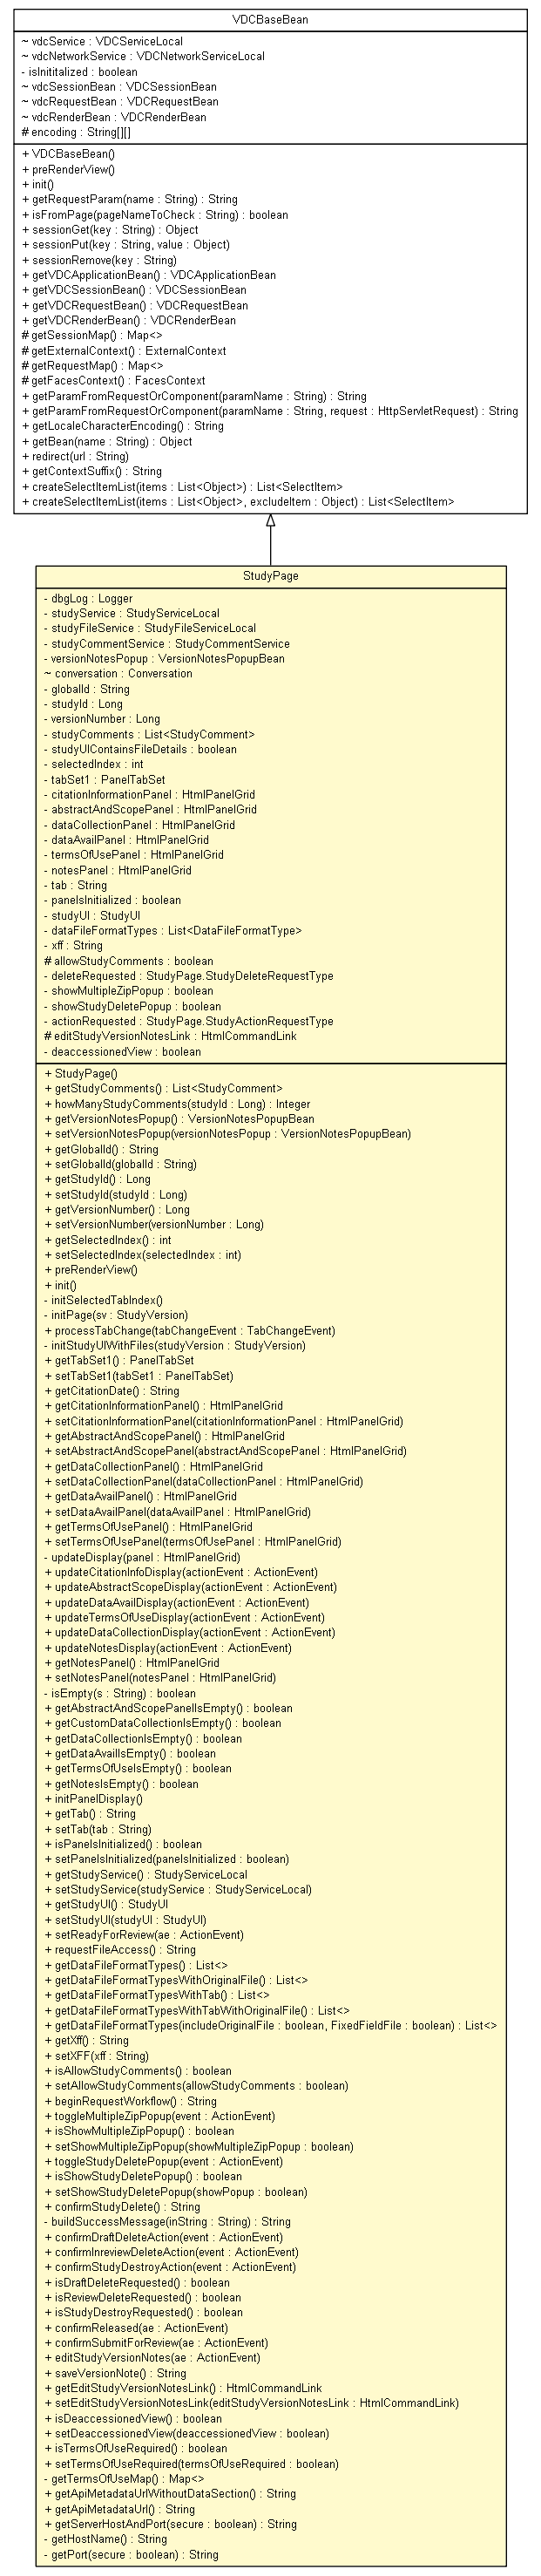 VDCBaseBean
~ vdcService : VDCServiceLocal
~ vdcNetworkService : VDCNetworkServiceLocal
- isInititalized : boolean
~ vdcSessionBean : VDCSessionBean
~ vdcRequestBean : VDCRequestBean
~ vdcRenderBean : VDCRenderBean
# encoding : String[][]
+ VDCBaseBean()
+ preRenderView()
+ init()
+ getRequestParam(name : String) : String
+ isFromPage(pageNameToCheck : String) : boolean
+ sessionGet(key : String) : Object
+ sessionPut(key : String, value : Object)
+ sessionRemove(key : String)
+ getVDCApplicationBean() : VDCApplicationBean
+ getVDCSessionBean() : VDCSessionBean
+ getVDCRequestBean() : VDCRequestBean
+ getVDCRenderBean() : VDCRenderBean
# getSessionMap() : Map<>
# getExternalContext() : ExternalContext
# getRequestMap() : Map<>
# getFacesContext() : FacesContext
+ getParamFromRequestOrComponent(paramName : String) : String
+ getParamFromRequestOrComponent(paramName : String, request : HttpServletRequest) : String
+ getLocaleCharacterEncoding() : String
+ getBean(name : String) : Object
+ redirect(url : String)
+ getContextSuffix() : String
+ createSelectItemList(items : List<Object>) : List<SelectItem>
+ createSelectItemList(items : List<Object>, excludeItem : Object) : List<SelectItem>
StudyPage
- dbgLog : Logger
- studyService : StudyServiceLocal
- studyFileService : StudyFileServiceLocal
- studyCommentService : StudyCommentService
- versionNotesPopup : VersionNotesPopupBean
~ conversation : Conversation
- globalId : String
- studyId : Long
- versionNumber : Long
- studyComments : List<StudyComment>
- studyUIContainsFileDetails : boolean
- selectedIndex : int
- tabSet1 : PanelTabSet
- citationInformationPanel : HtmlPanelGrid
- abstractAndScopePanel : HtmlPanelGrid
- dataCollectionPanel : HtmlPanelGrid
- dataAvailPanel : HtmlPanelGrid
- termsOfUsePanel : HtmlPanelGrid
- notesPanel : HtmlPanelGrid
- tab : String
- panelsInitialized : boolean
- studyUI : StudyUI
- dataFileFormatTypes : List<DataFileFormatType>
- xff : String
# allowStudyComments : boolean
- deleteRequested : StudyPage.StudyDeleteRequestType
- showMultipleZipPopup : boolean
- showStudyDeletePopup : boolean
- actionRequested : StudyPage.StudyActionRequestType
# editStudyVersionNotesLink : HtmlCommandLink
- deaccessionedView : boolean
+ StudyPage()
+ getStudyComments() : List<StudyComment>
+ howManyStudyComments(studyId : Long) : Integer
+ getVersionNotesPopup() : VersionNotesPopupBean
+ setVersionNotesPopup(versionNotesPopup : VersionNotesPopupBean)
+ getGlobalId() : String
+ setGlobalId(globalId : String)
+ getStudyId() : Long
+ setStudyId(studyId : Long)
+ getVersionNumber() : Long
+ setVersionNumber(versionNumber : Long)
+ getSelectedIndex() : int
+ setSelectedIndex(selectedIndex : int)
+ preRenderView()
+ init()
- initSelectedTabIndex()
- initPage(sv : StudyVersion)
+ processTabChange(tabChangeEvent : TabChangeEvent)
- initStudyUIWithFiles(studyVersion : StudyVersion)
+ getTabSet1() : PanelTabSet
+ setTabSet1(tabSet1 : PanelTabSet)
+ getCitationDate() : String
+ getCitationInformationPanel() : HtmlPanelGrid
+ setCitationInformationPanel(citationInformationPanel : HtmlPanelGrid)
+ getAbstractAndScopePanel() : HtmlPanelGrid
+ setAbstractAndScopePanel(abstractAndScopePanel : HtmlPanelGrid)
+ getDataCollectionPanel() : HtmlPanelGrid
+ setDataCollectionPanel(dataCollectionPanel : HtmlPanelGrid)
+ getDataAvailPanel() : HtmlPanelGrid
+ setDataAvailPanel(dataAvailPanel : HtmlPanelGrid)
+ getTermsOfUsePanel() : HtmlPanelGrid
+ setTermsOfUsePanel(termsOfUsePanel : HtmlPanelGrid)
- updateDisplay(panel : HtmlPanelGrid)
+ updateCitationInfoDisplay(actionEvent : ActionEvent)
+ updateAbstractScopeDisplay(actionEvent : ActionEvent)
+ updateDataAvailDisplay(actionEvent : ActionEvent)
+ updateTermsOfUseDisplay(actionEvent : ActionEvent)
+ updateDataCollectionDisplay(actionEvent : ActionEvent)
+ updateNotesDisplay(actionEvent : ActionEvent)
+ getNotesPanel() : HtmlPanelGrid
+ setNotesPanel(notesPanel : HtmlPanelGrid)
- isEmpty(s : String) : boolean
+ getAbstractAndScopePanelIsEmpty() : boolean
+ getCustomDataCollectionIsEmpty() : boolean
+ getDataCollectionIsEmpty() : boolean
+ getDataAvailIsEmpty() : boolean
+ getTermsOfUseIsEmpty() : boolean
+ getNotesIsEmpty() : boolean
+ initPanelDisplay()
+ getTab() : String
+ setTab(tab : String)
+ isPanelsInitialized() : boolean
+ setPanelsInitialized(panelsInitialized : boolean)
+ getStudyService() : StudyServiceLocal
+ setStudyService(studyService : StudyServiceLocal)
+ getStudyUI() : StudyUI
+ setStudyUI(studyUI : StudyUI)
+ setReadyForReview(ae : ActionEvent)
+ requestFileAccess() : String
+ getDataFileFormatTypes() : List<>
+ getDataFileFormatTypesWithOriginalFile() : List<>
+ getDataFileFormatTypesWithTab() : List<>
+ getDataFileFormatTypesWithTabWithOriginalFile() : List<>
+ getDataFileFormatTypes(includeOriginalFile : boolean, FixedFieldFile : boolean) : List<>
+ getXff() : String
+ setXFF(xff : String)
+ isAllowStudyComments() : boolean
+ setAllowStudyComments(allowStudyComments : boolean)
+ beginRequestWorkflow() : String
+ toggleMultipleZipPopup(event : ActionEvent)
+ isShowMultipleZipPopup() : boolean
+ setShowMultipleZipPopup(showMultipleZipPopup : boolean)
+ toggleStudyDeletePopup(event : ActionEvent)
+ isShowStudyDeletePopup() : boolean
+ setShowStudyDeletePopup(showPopup : boolean)
+ confirmStudyDelete() : String
- buildSuccessMessage(inString : String) : String
+ confirmDraftDeleteAction(event : ActionEvent)
+ confirmInreviewDeleteAction(event : ActionEvent)
+ confirmStudyDestroyAction(event : ActionEvent)
+ isDraftDeleteRequested() : boolean
+ isReviewDeleteRequested() : boolean
+ isStudyDestroyRequested() : boolean
+ confirmReleased(ae : ActionEvent)
+ confirmSubmitForReview(ae : ActionEvent)
+ editStudyVersionNotes(ae : ActionEvent)
+ saveVersionNote() : String
+ getEditStudyVersionNotesLink() : HtmlCommandLink
+ setEditStudyVersionNotesLink(editStudyVersionNotesLink : HtmlCommandLink)
+ isDeaccessionedView() : boolean
+ setDeaccessionedView(deaccessionedView : boolean)
+ isTermsOfUseRequired() : boolean
+ setTermsOfUseRequired(termsOfUseRequired : boolean)
- getTermsOfUseMap() : Map<>
+ getApiMetadataUrlWithoutDataSection() : String
+ getApiMetadataUrl() : String
+ getServerHostAndPort(secure : boolean) : String
- getHostName() : String
- getPort(secure : boolean) : String